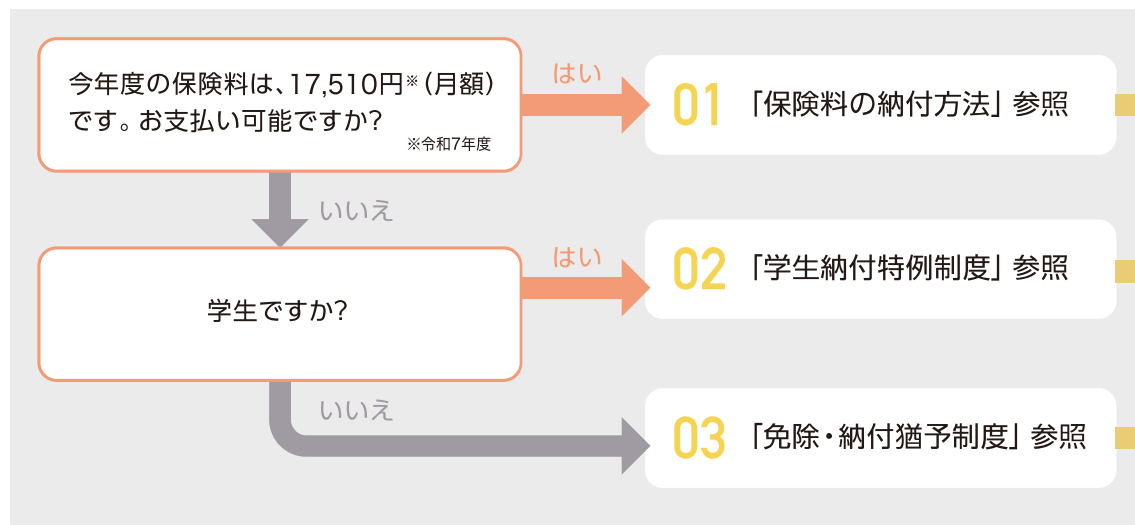 今年度の保険料は、17,510円※（月額）
です。お支払い可能ですか？
※令和7年度
はい
01 「保険料の納付方法」参照
いいえ
学生ですか？
はい
02 「学生納付特例制度」参照
いいえ
03 「免除・納付猶予制度」参照